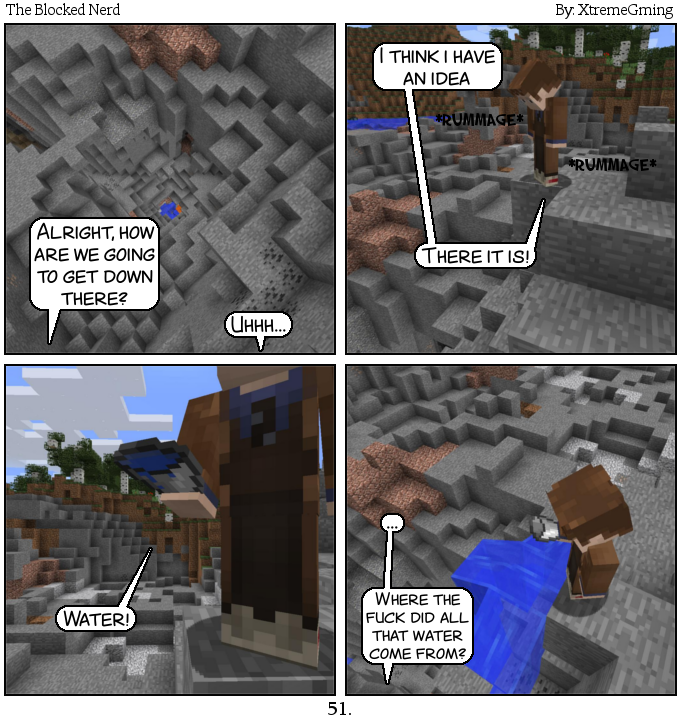 The Blocked Nerd
By: XtremeGming
Alright, how
are we going
to get down
there?
Uhhh...
I think I have
an idea
*rummage*
*rummage*
There it is!
Water!
...
Where the
fuck did all
that water
come from?
51.